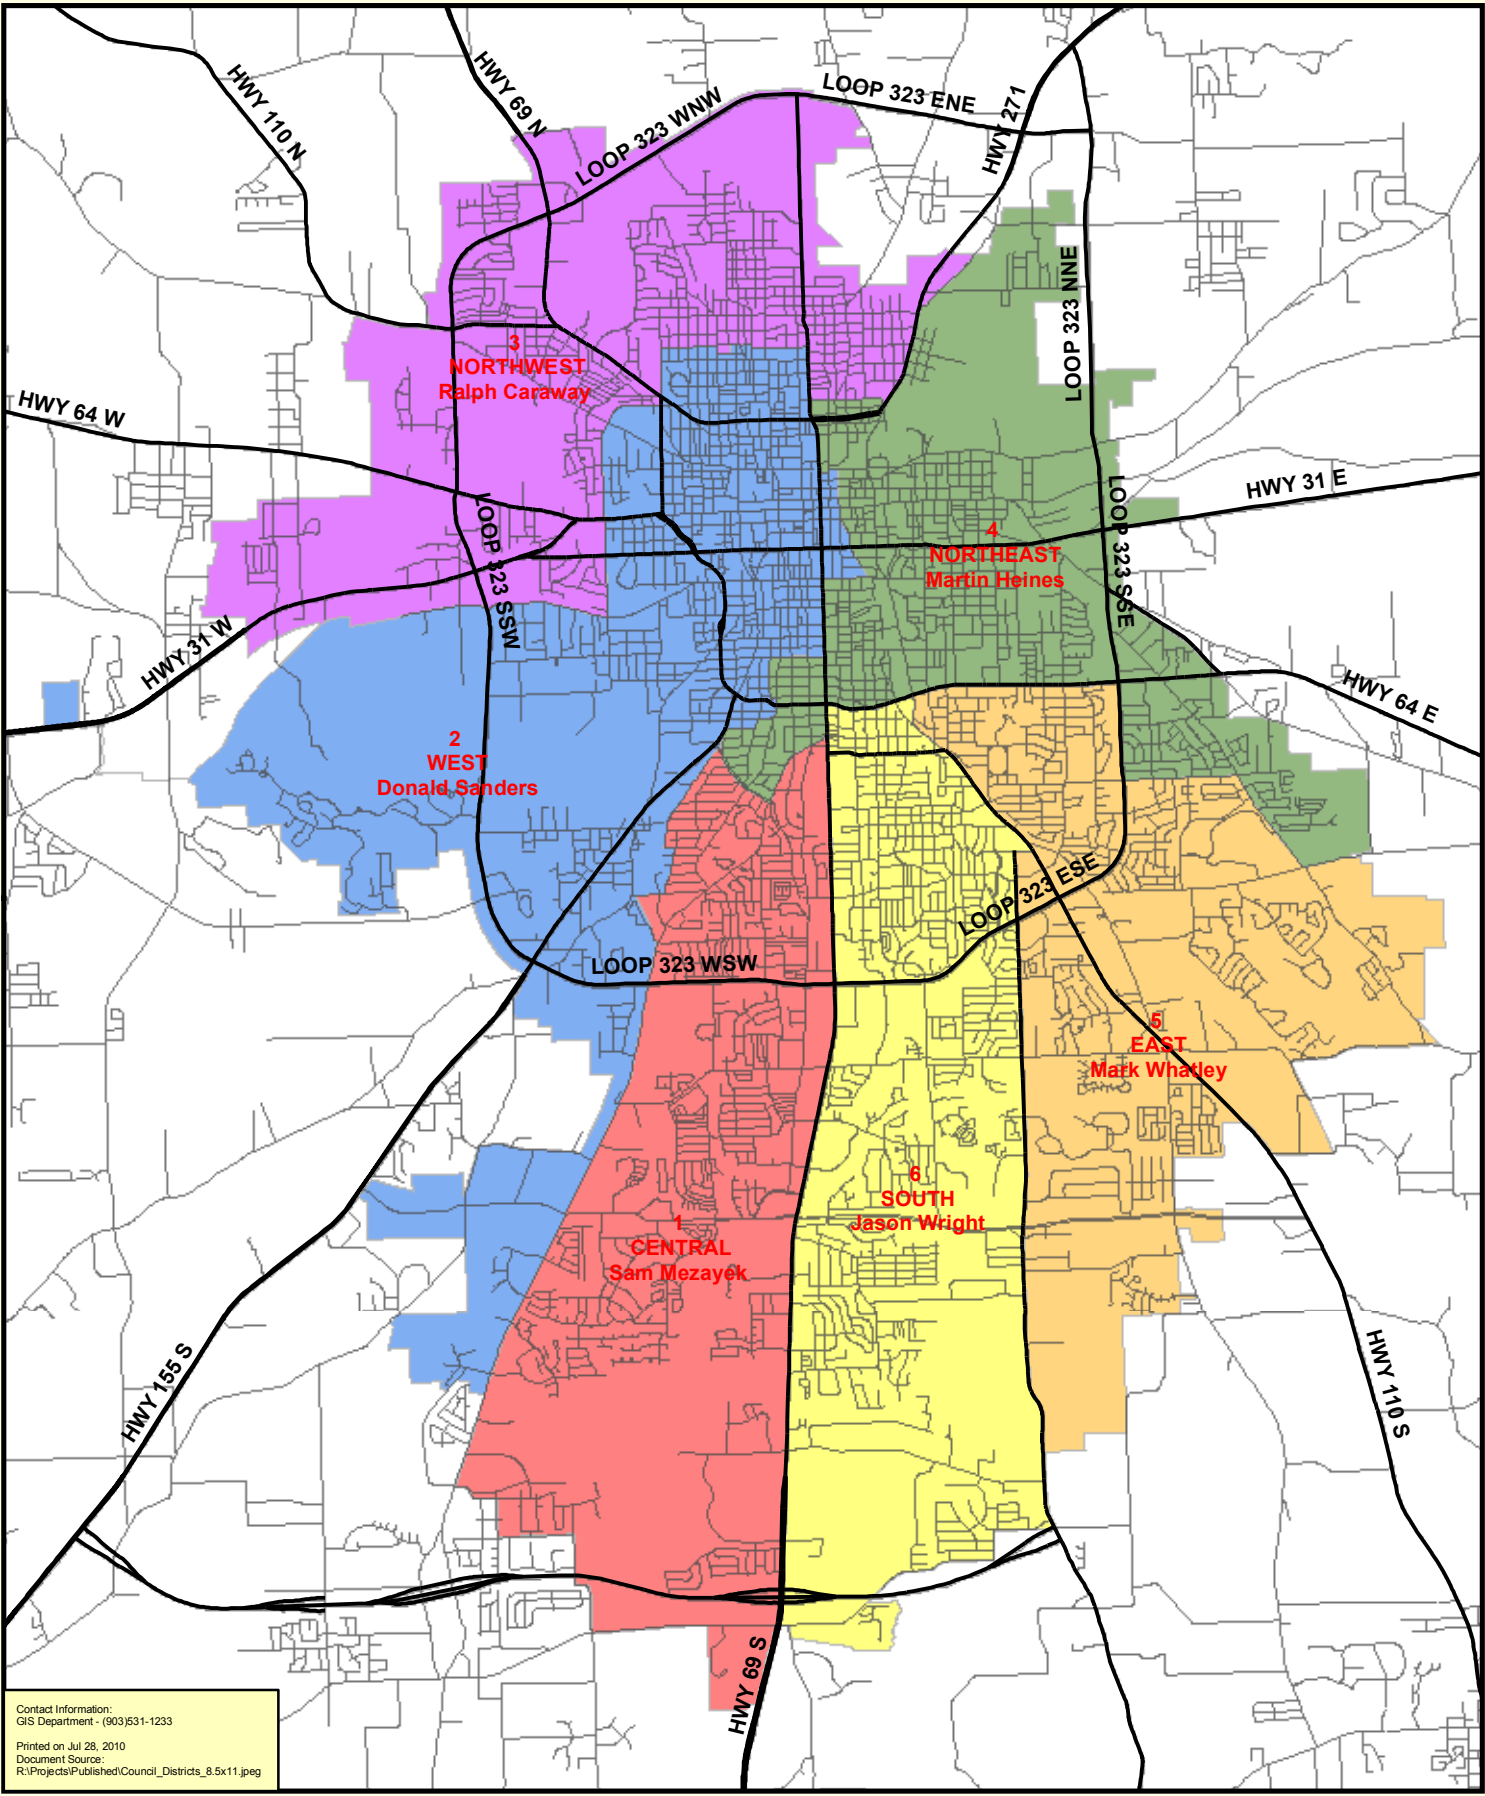 HWY 110 N
HWY 69 N
LOOP 323 WNW
LOOP 323 ENE
HWY 271
LOOP 323 NNE
3
NORTHWEST
Ralph Caraway
HWY 64 W
LOOP 323 SSW
HWY 31 E
4
NORTHEAST
Martin Heines
LOOP 323 SSE
HWY 31 W
HWY 64 E
2
WEST
Donald Sanders
LOOP 323 ESE
LOOP 323 WSW
5
EAST
Mark Whatley
6
SOUTH
Jason Wright
1
CENTRAL
Sam Mezayek
HWY 155 S
HWY 110 S
HWY 69 S
Contact Information:
GIS Department - (903)531-1233
Printed on Jul 28, 2010
Document Source:
R:\Projects\Published\Council_Districts_8.5x11.jpeg